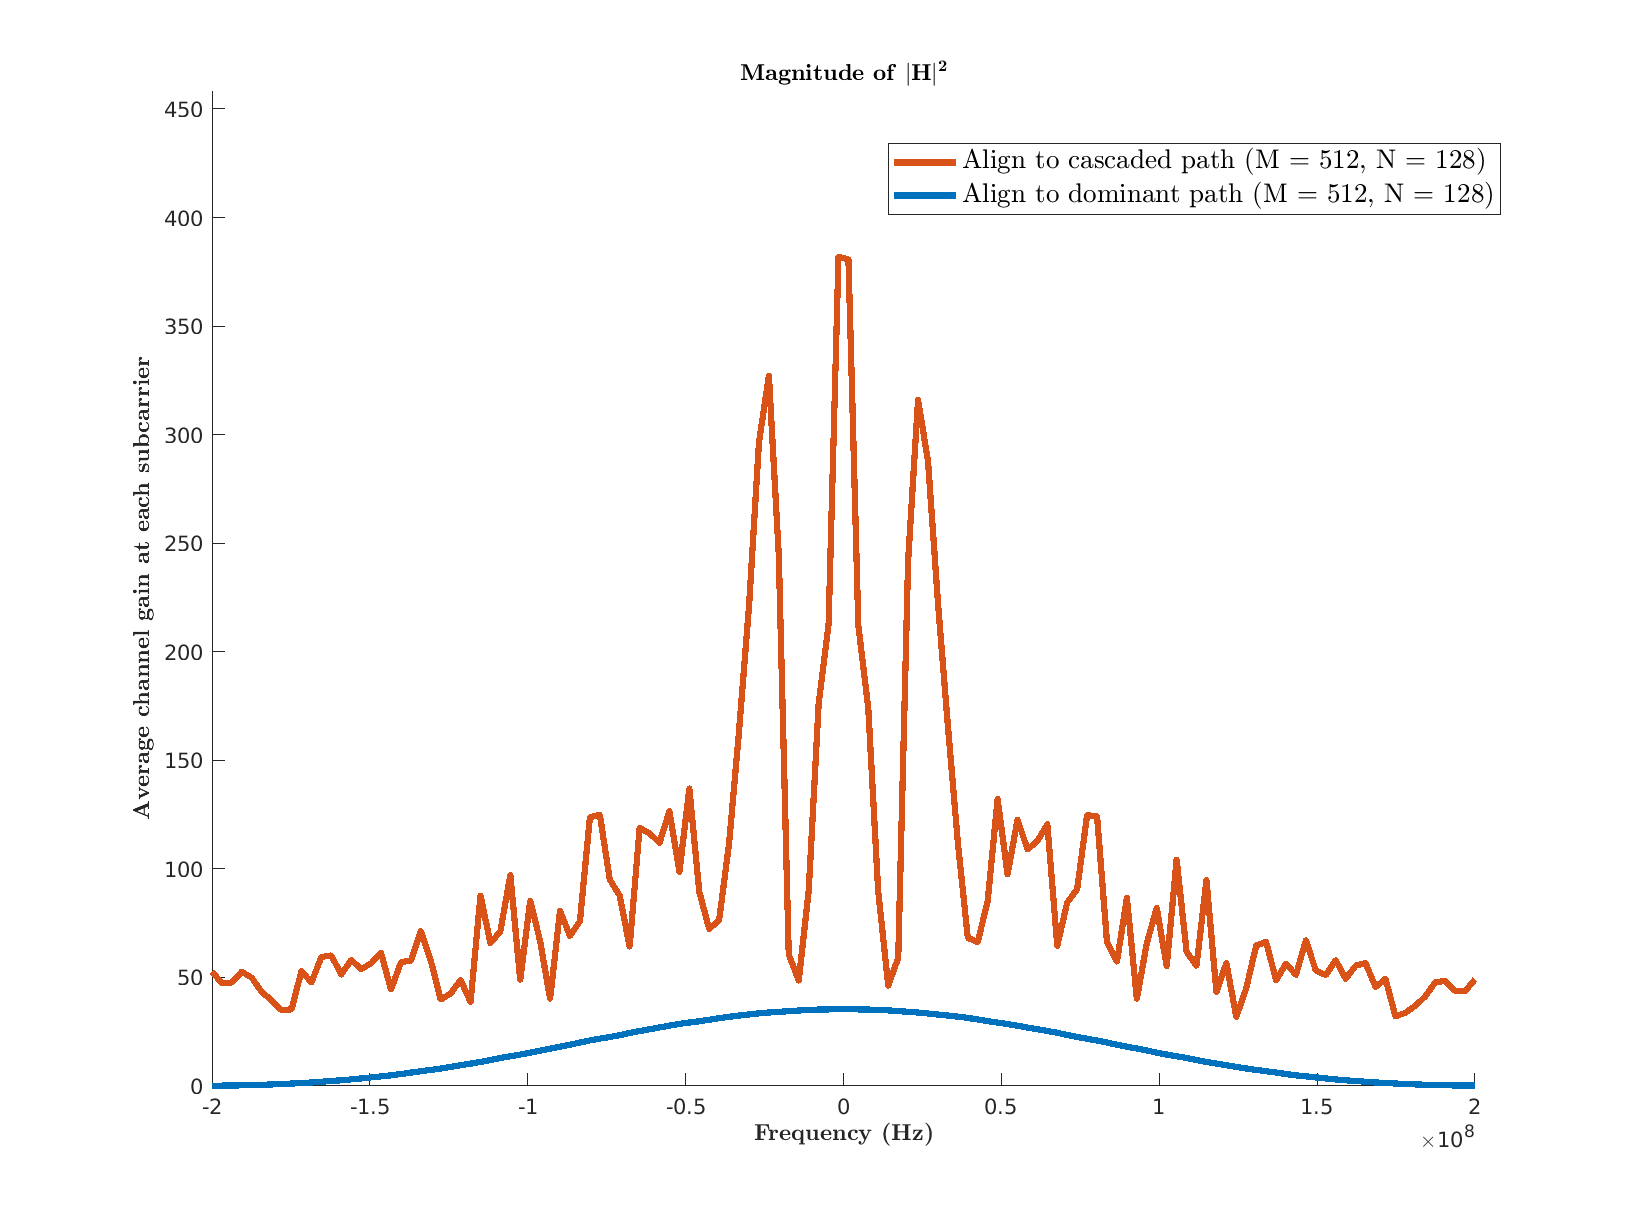 Magnitude of |H|²
450
400
350
300
250
200
150
100
50
0
Average channel gain at each subcarrier
Align to cascaded path (M = 512, N = 128)
Align to dominant path (M = 512, N = 128)
-2 -1.5 -1 -0.5 0 0.5 1 1.5 2
Frequency (Hz)
×10⁸